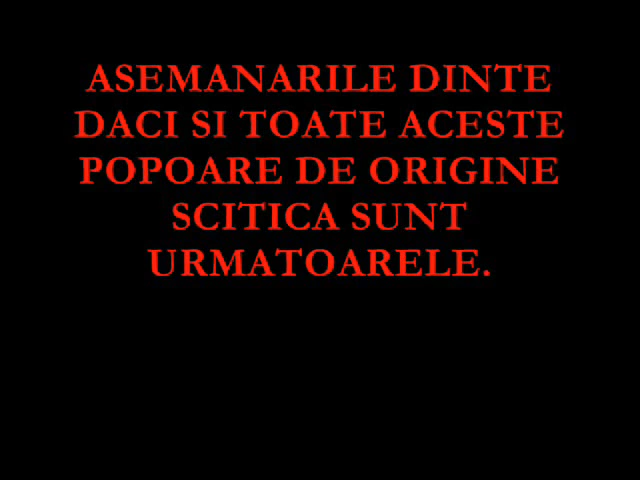 ASEMANARILE DINTE
DACI SI TOATE ACESTE
POPOARE DE ORIGINE
SCITICA SUNT
URMATOARELE.